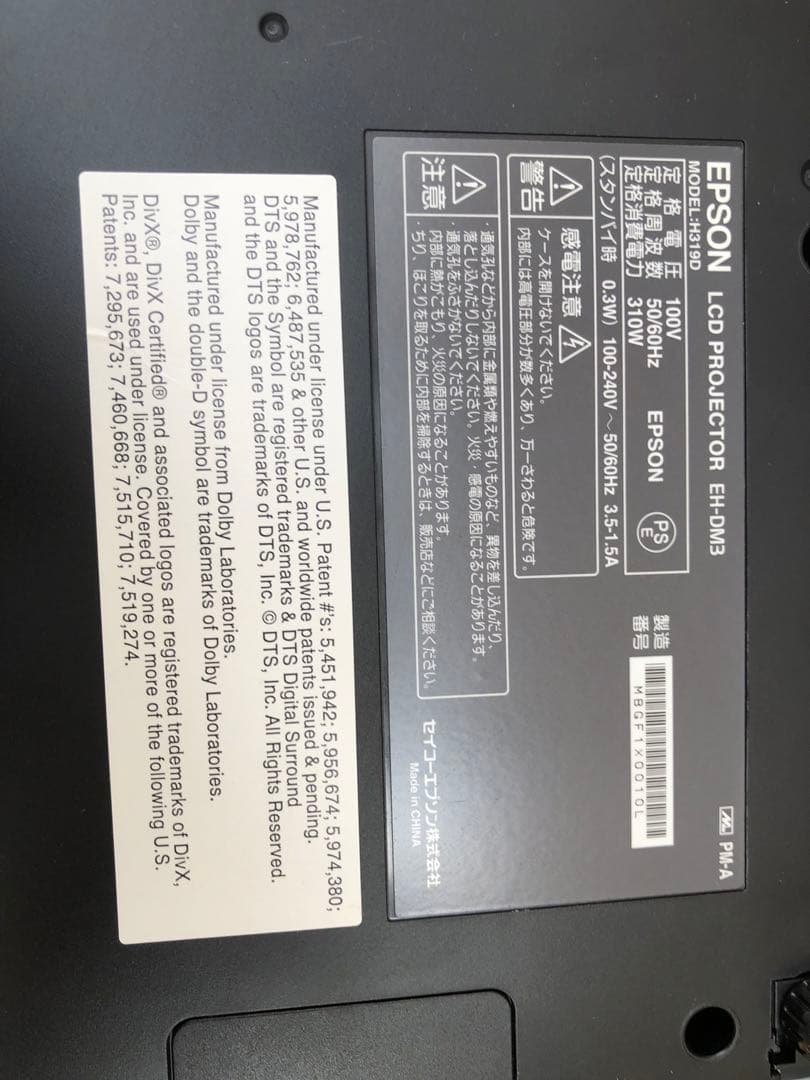 EPSON LCD PROJECTOR EH-DM3
MODEL:H319D
定格電圧 100V
定格周波数 50/60Hz
定格消費電力 310W
EPSON
PS
E
(スタンバイ時 0.3W) 100-240V ~ 50/60Hz 3.5-1.5A
製造
番号
MBGF1X0010L
PM-A
警告
感電注意
ケースを開けないでください。
内部には高電圧部分が数多くあり、万一さわると危険です。
注意
・通気孔などから内部に金属類や燃えやすいものなど、異物を差し込んだり、
落とし込んだりしないでください。火災・感電の原因になることがあります。
・通気孔をふさがないでください。
内部に熱がこもり、火災の原因になることがあります。
・ちり、ほこりを取るために内部を掃除するときは、販売店などにご相談ください。
セイコーエプソン株式会社
Made in CHINA
Manufactured under license under U.S. Patent #'s: 5,451,942; 5,956,674; 5,974,380;
5,978,762; 6,487,535 & other U.S. and worldwide patents issued & pending.
DTS and the Symbol are registered trademarks & DTS Digital Surround
and the DTS logos are trademarks of DTS, Inc. © DTS, Inc. All Rights Reserved.
Manufactured under license from Dolby Laboratories.
Dolby and the double-D symbol are trademarks of Dolby Laboratories.
DivX®, DivX Certified® and associated logos are registered trademarks of DivX,
Inc. and are used under license. Covered by one or more of the following U.S.
Patents: 7,295,673; 7,460,668; 7,515,710; 7,519,274.